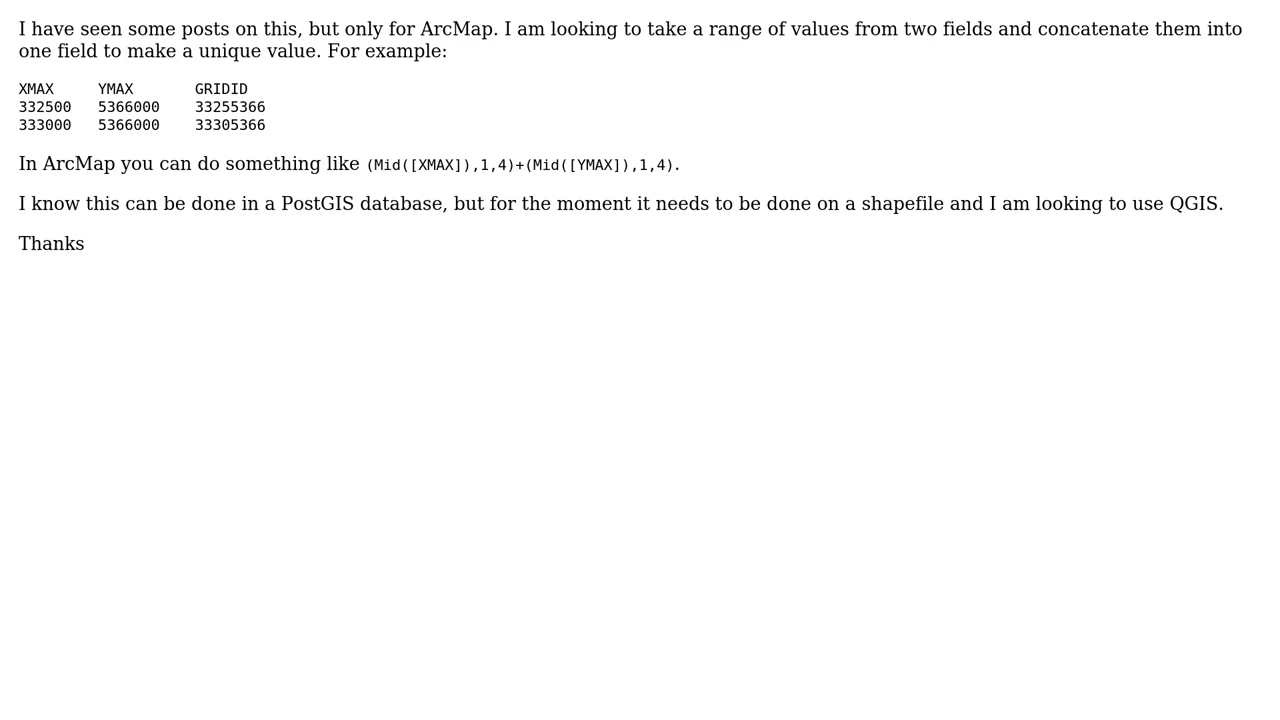 I have seen some posts on this, but only for ArcMap. I am looking to take a range of values from two fields and concatenate them into
one field to make a unique value. For example:
XMAX     YMAX       GRIDID
332500   5366000    33255366
333000   5366000    33305366
In ArcMap you can do something like (Mid([XMAX]),1,4)+(Mid([YMAX]),1,4).
I know this can be done in a PostGIS database, but for the moment it needs to be done on a shapefile and I am looking to use QGIS.
Thanks